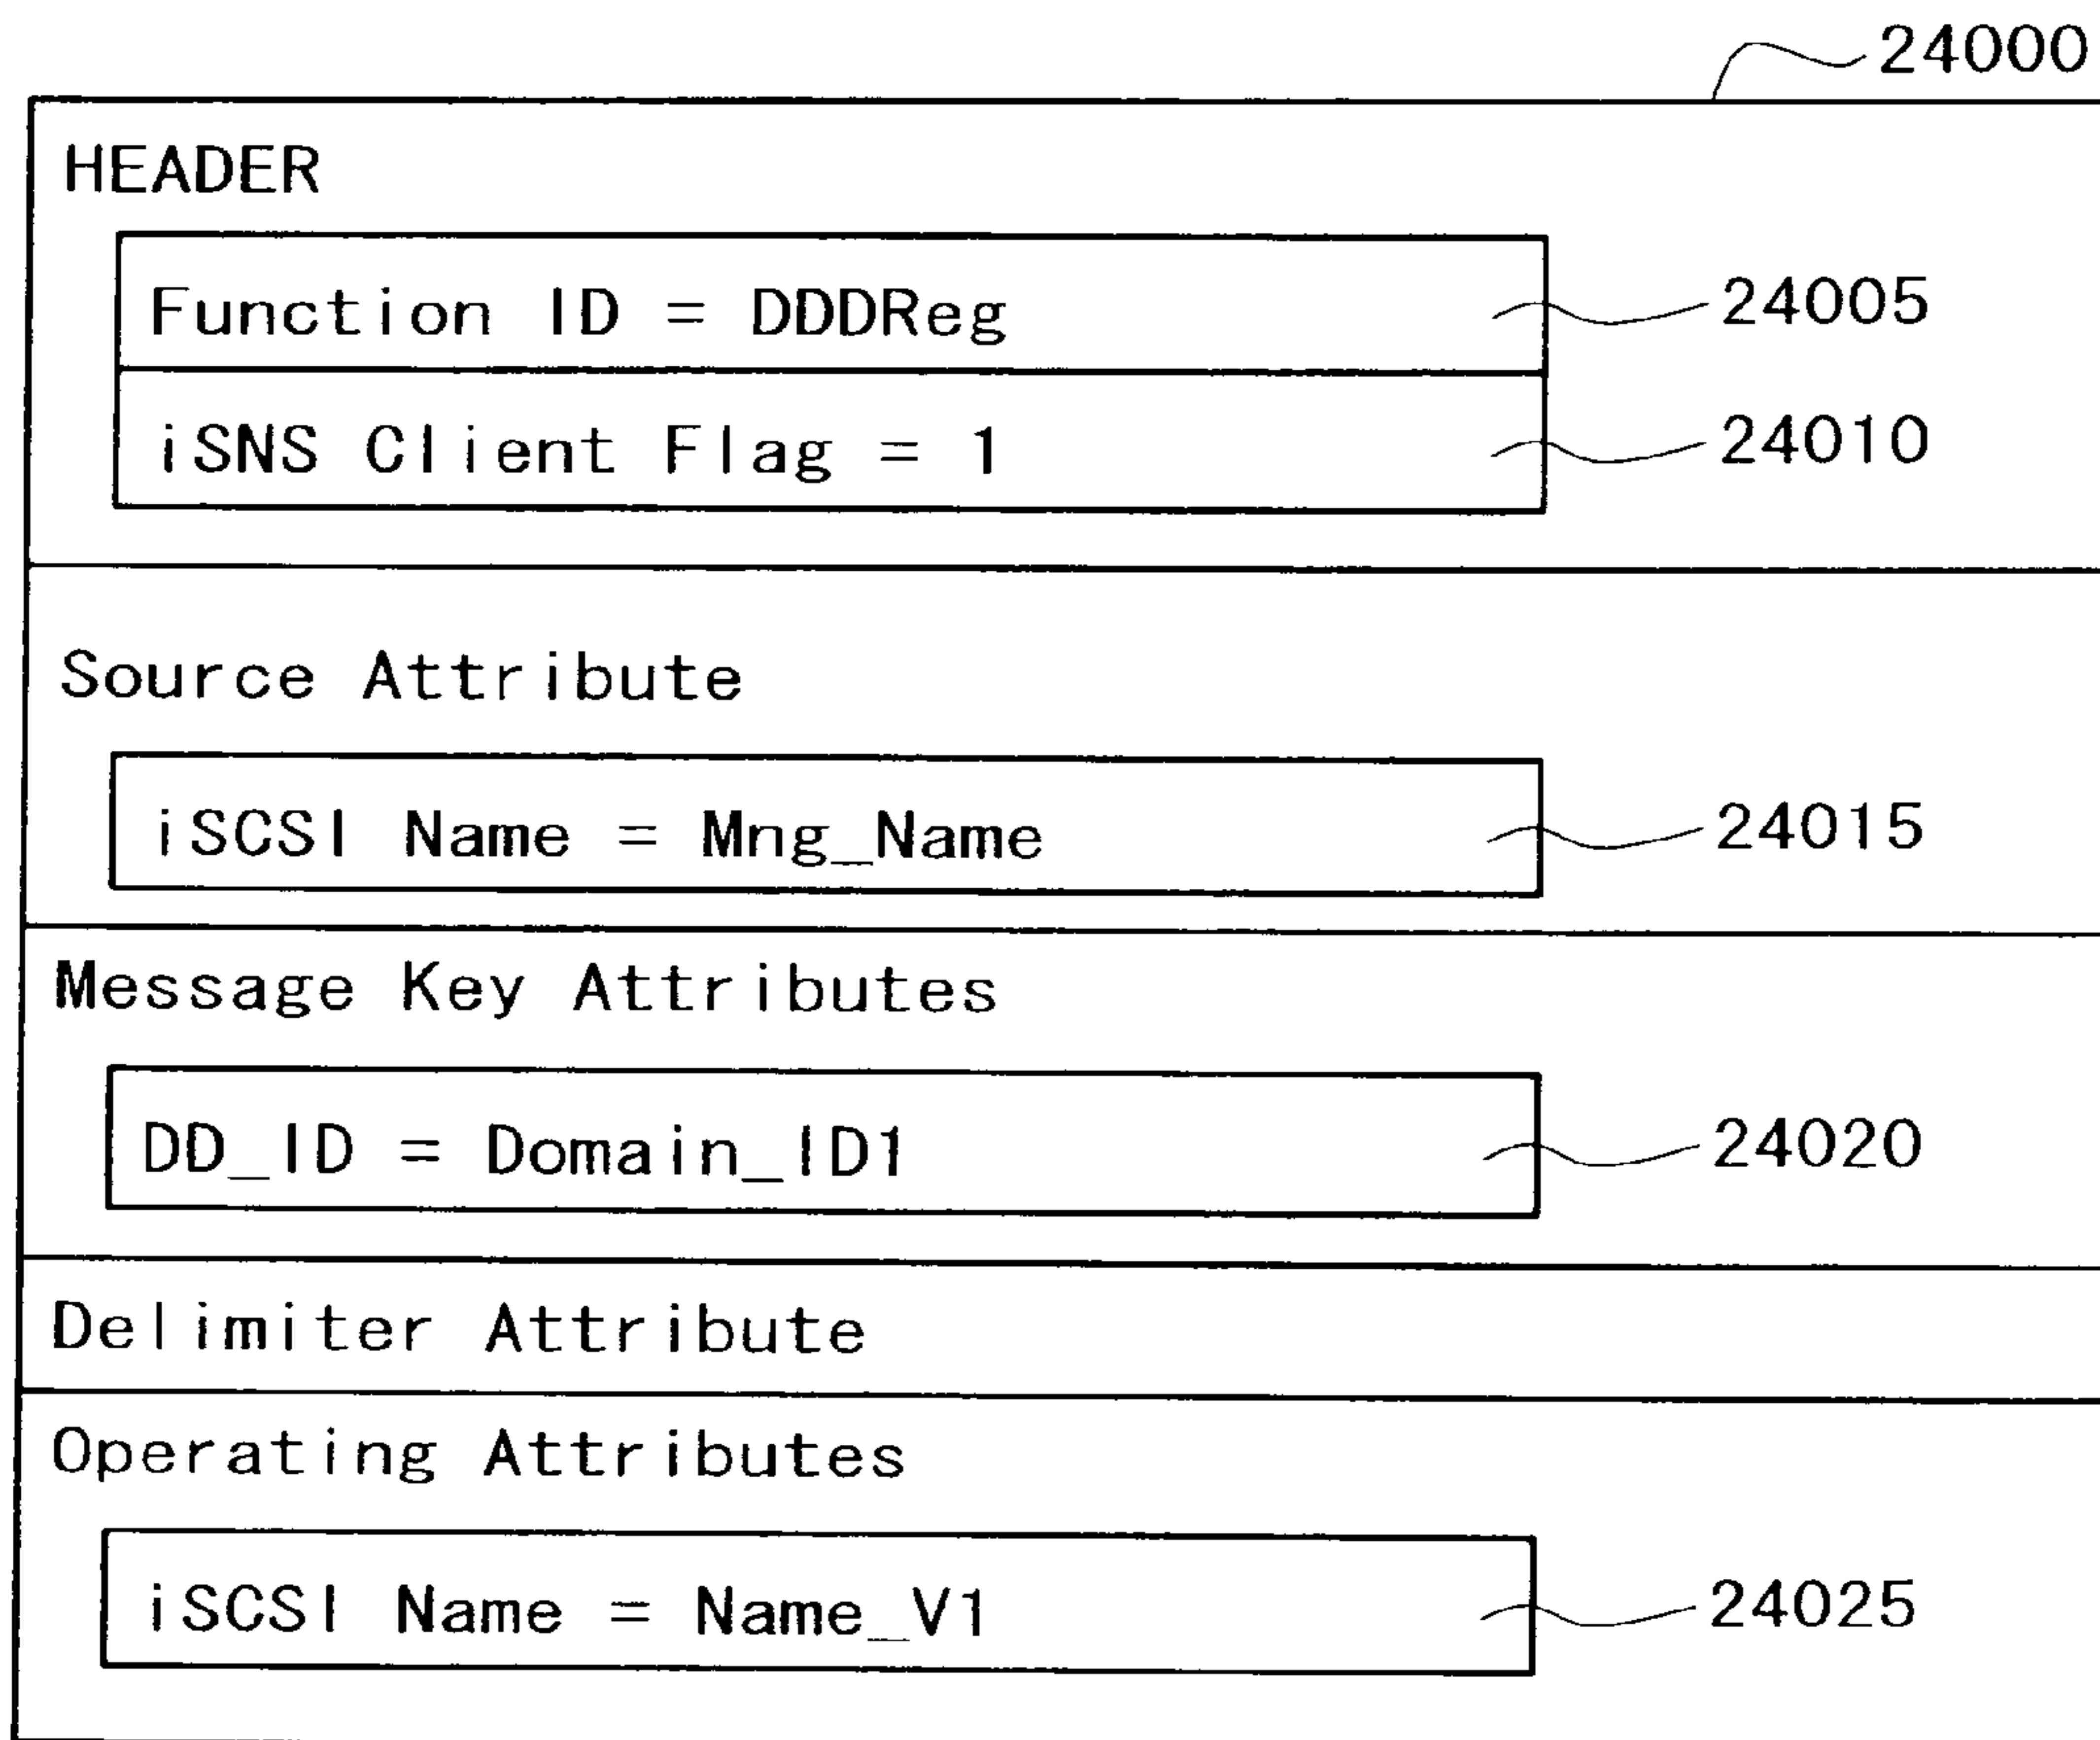 24000
HEADER
Function ID = DDDReg
24005
iSNS Client Flag = 1
24010
Source Attribute
iSCSI Name = Mng_Name
24015
Message Key Attributes
DD_ID = Domain_ID1
24020
Delimiter Attribute
Operating Attributes
iSCSI Name = Name_V1
24025